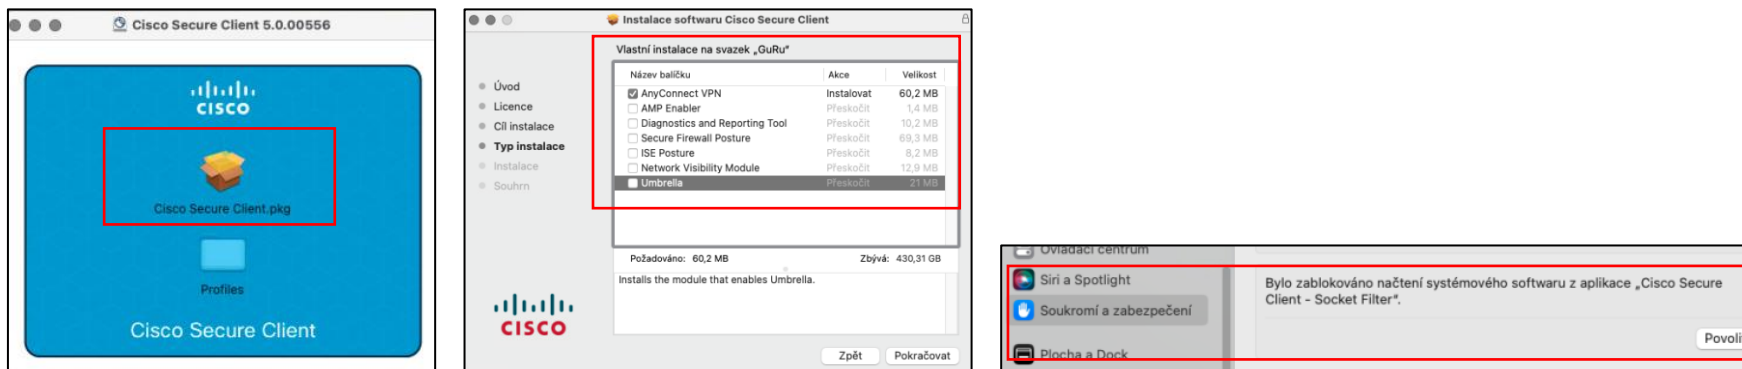 Cisco Secure Client 5.0.00556
CISCO
Cisco Secure Client.pkg
Profiles
Cisco Secure Client
Instalace softwaru Cisco Secure Client
Vlastní instalace na svazek „GuRu“
Úvod
Licence
Cíl instalace
Typ instalace
Instalace
Souhrn
Název balíčku Akce Velikost
AnyConnect VPN Instalovat 60,2 MB
AMP Enabler Přeskočit 1,4 MB
Diagnostics and Reporting Tool Přeskočit 10,2 MB
Secure Firewall Posture Přeskočit 69,3 MB
ISE Posture Přeskočit 8,2 MB
Network Visibility Module Přeskočit 12,9 MB
Umbrella Přeskočit 21 MB
Požadováno: 60,2 MB Zbývá: 430,31 GB
Installs the module that enables Umbrella.
CISCO
Zpět Pokračovat
Ovládací centrum
Siri a Spotlight
Soukromí a zabezpečení
Plocha a Dock
Bylo zablokováno načtení systémového softwaru z aplikace „Cisco Secure
Client - Socket Filter“.
Povolit